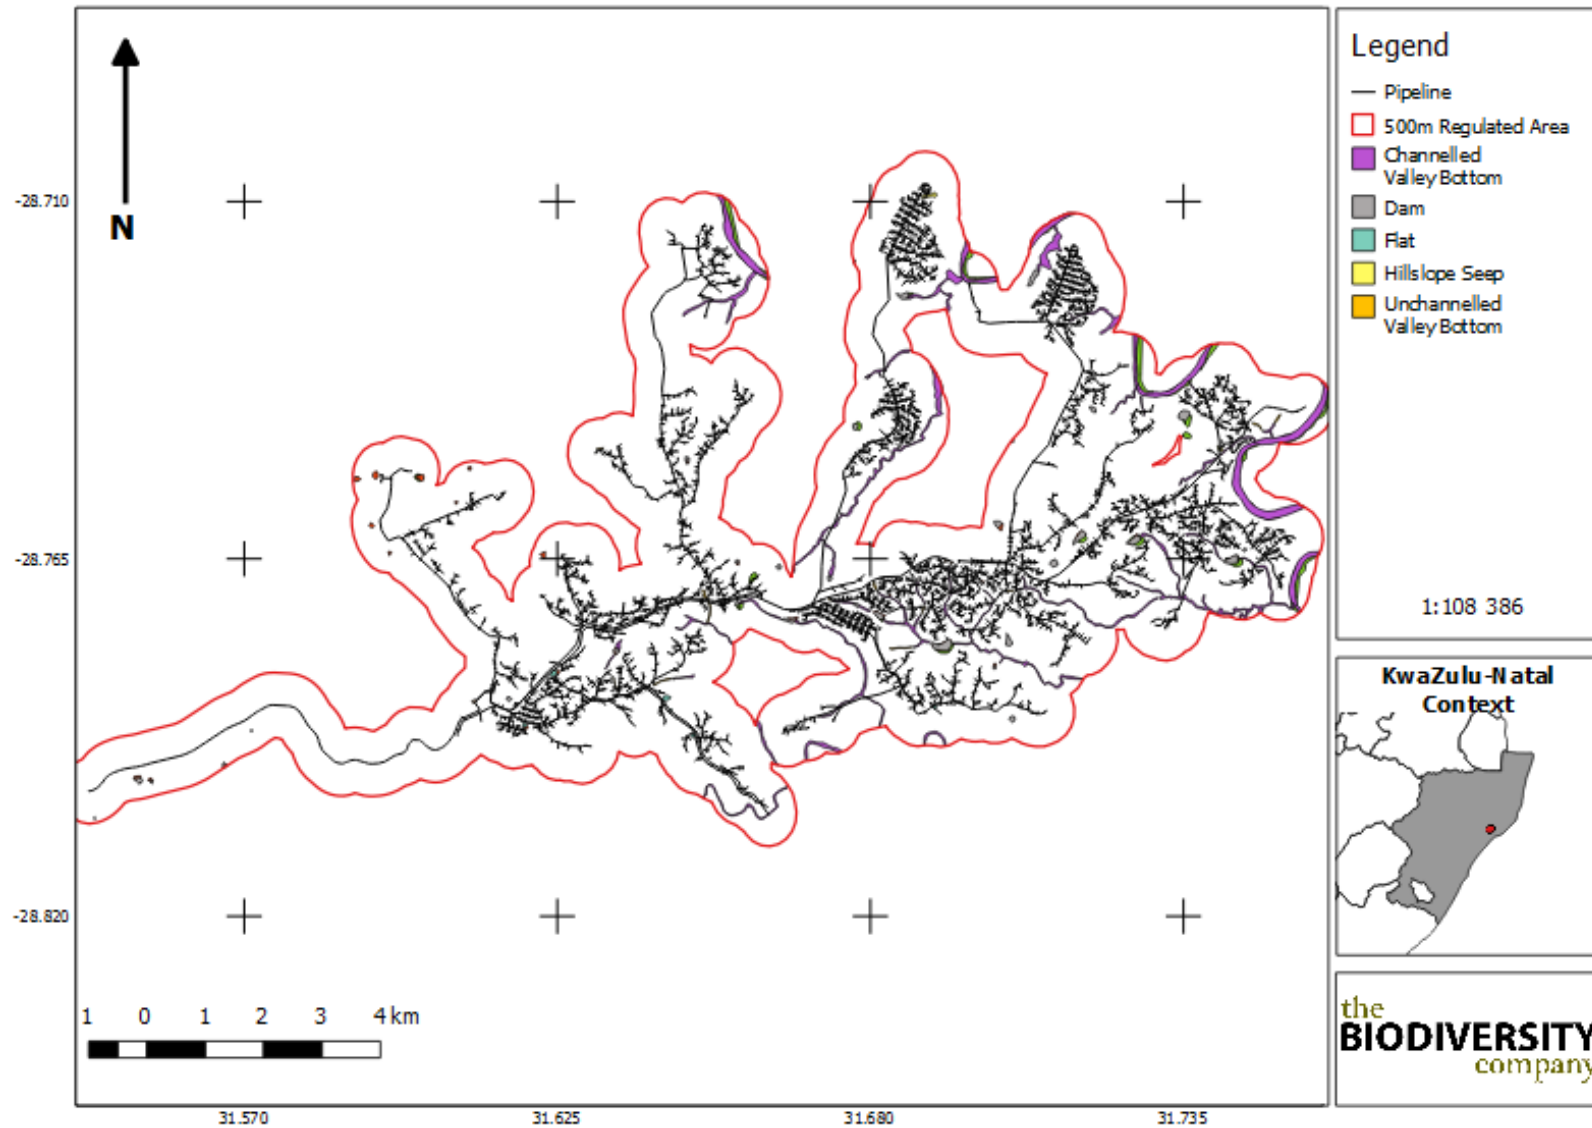 N
-28.710
-28.765
-28.820
31.570
31.625
31.680
31.735
1 0 1 2 3 4 km
Legend
Pipeline
500m Regulated Area
Channelled
Valley Bottom
Dam
Flat
Hillslope Seep
Unchannelled
Valley Bottom
1:108 386
KwaZulu-Natal
Context
the
BIODIVERSITY
company